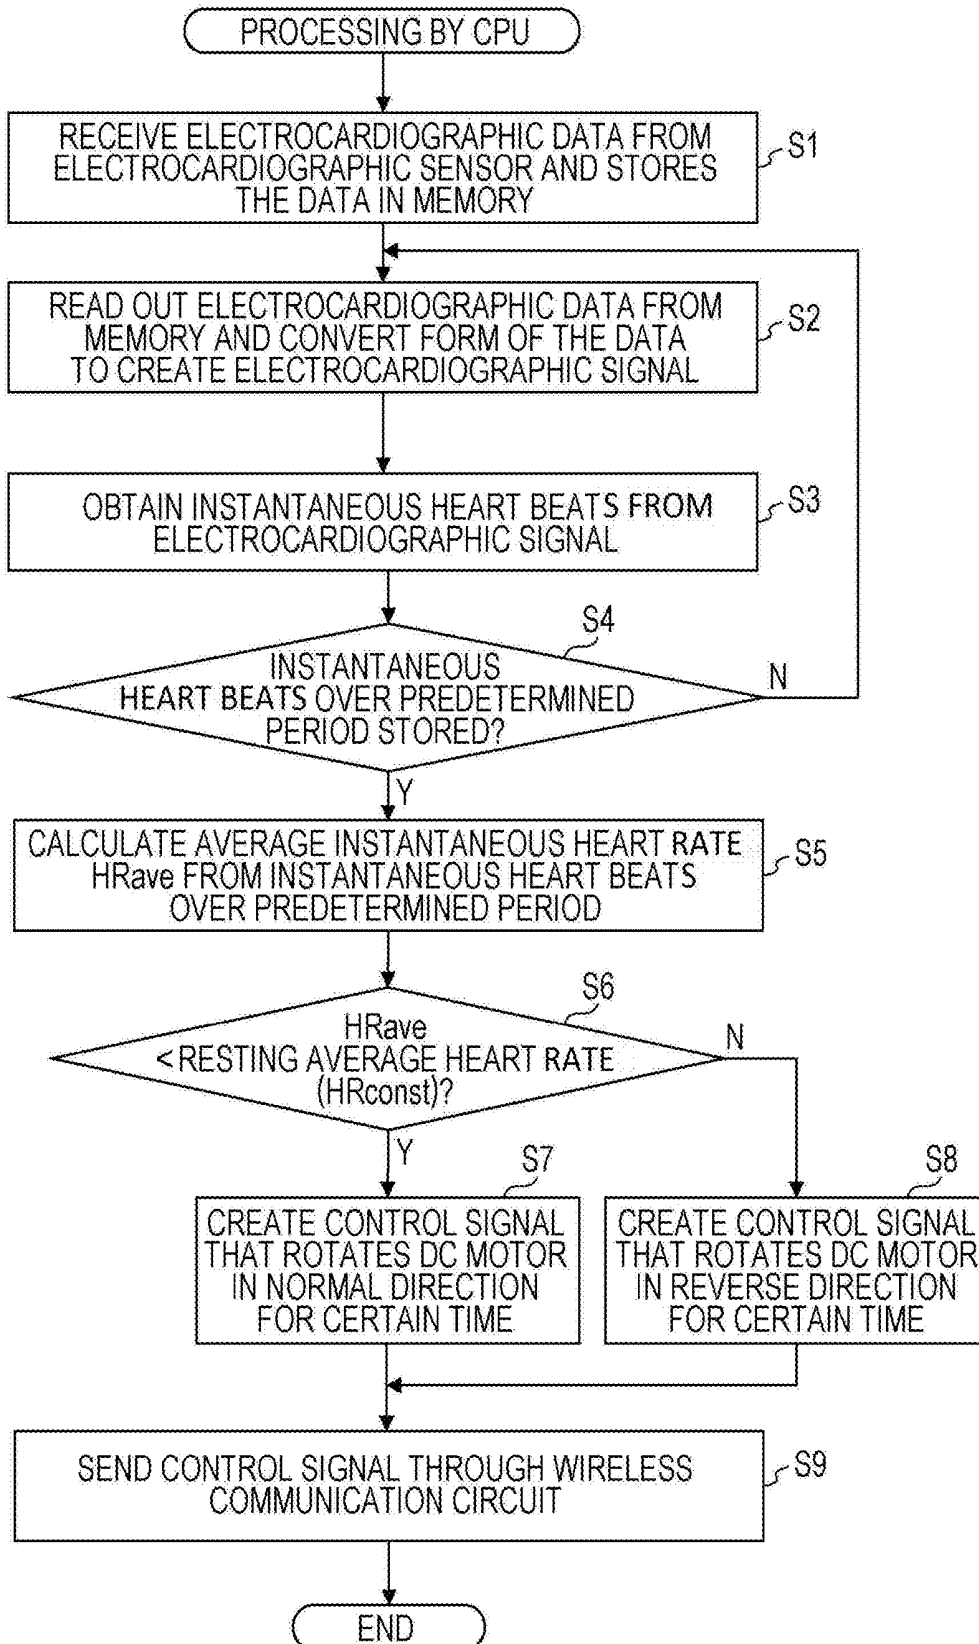 PROCESSING BY CPU
RECEIVE ELECTROCARDIOGRAPHIC DATA FROM
ELECTROCARDIOGRAPHIC SENSOR AND STORES
THE DATA IN MEMORY
S1
READ OUT ELECTROCARDIOGRAPHIC DATA FROM
MEMORY AND CONVERT FORM OF THE DATA
TO CREATE ELECTROCARDIOGRAPHIC SIGNAL
S2
OBTAIN INSTANTANEOUS HEART BEATS FROM
ELECTROCARDIOGRAPHIC SIGNAL
S3
S4
INSTANTANEOUS
HEART BEATS OVER PREDETERMINED
PERIOD STORED?
N
Y
CALCULATE AVERAGE INSTANTANEOUS HEART RATE
HRave FROM INSTANTANEOUS HEART BEATS
OVER PREDETERMINED PERIOD
S5
S6
HRave
<RESTING AVERAGE HEART RATE
(HRconst)?
N
Y
S7
CREATE CONTROL SIGNAL
THAT ROTATES DC MOTOR
IN NORMAL DIRECTION
FOR CERTAIN TIME
S8
CREATE CONTROL SIGNAL
THAT ROTATES DC MOTOR
IN REVERSE DIRECTION
FOR CERTAIN TIME
SEND CONTROL SIGNAL THROUGH WIRELESS
COMMUNICATION CIRCUIT
S9
END